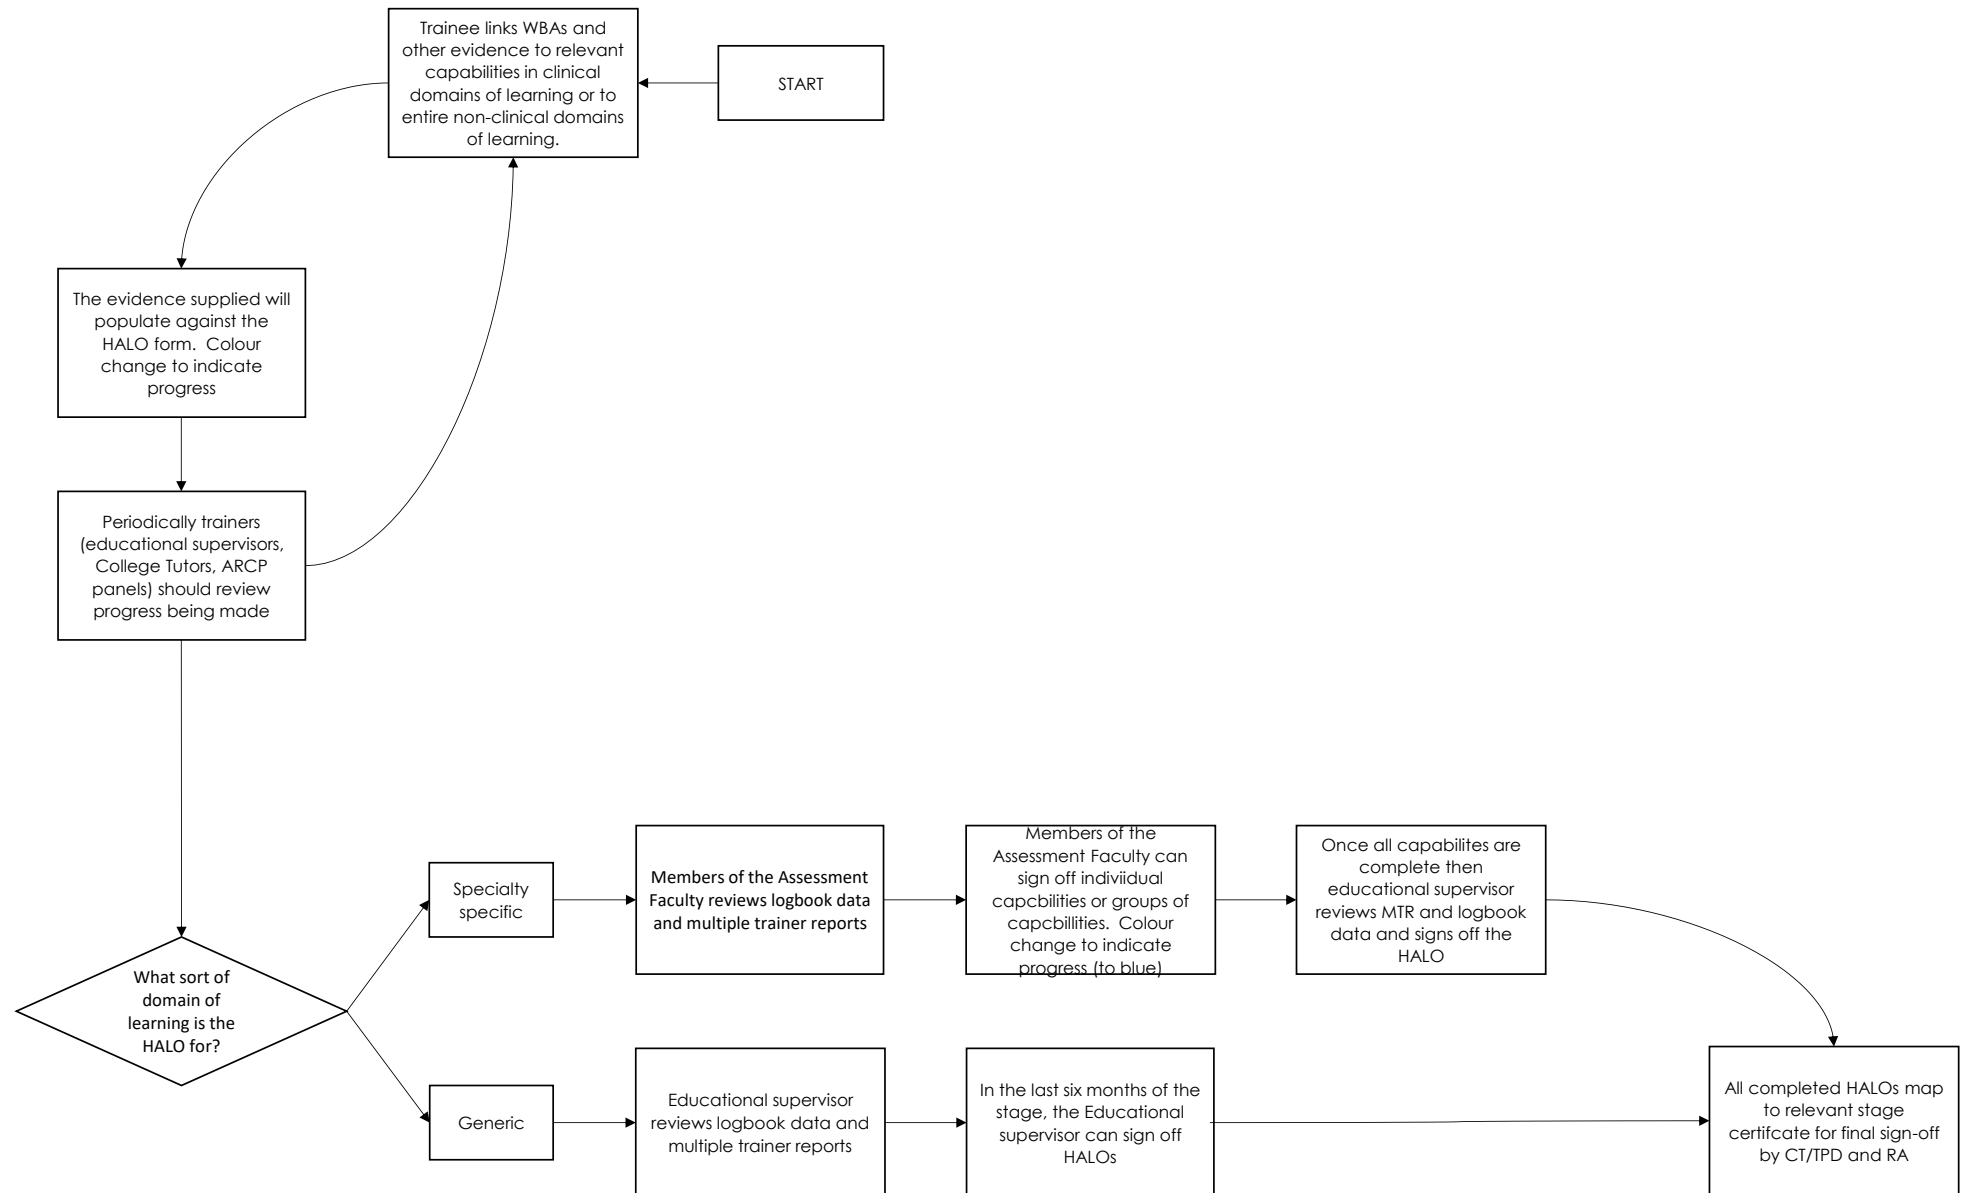 Trainee links WBAs and
other evidence to relevant
capabilities in clinical
domains of learning or to
entire non-clinical domains
of learning.
START
The evidence supplied will
populate against the
HALO form.  Colour
change to indicate
progress
Periodically trainers
(educational supervisors,
College Tutors, ARCP
panels) should review
progress being made
What sort of
domain of
learning is the
HALO for?
Specialty
specific
Members of the Assessment
Faculty reviews logbook data
and multiple trainer reports
Members of the
Assessment Faculty can
sign off indiviidual
capcbilities or groups of
capcbillities.  Colour
change to indicate
progress (to blue)
Once all capabilites are
complete then
educational supervisor
reviews MTR and logbook
data and signs off the
HALO
Generic
Educational supervisor
reviews logbook data and
multiple trainer reports
In the last six months of the
stage, the Educational
supervisor can sign off
HALOs
All completed HALOs map
to relevant stage
certifcate for final sign-off
by CT/TPD and RA